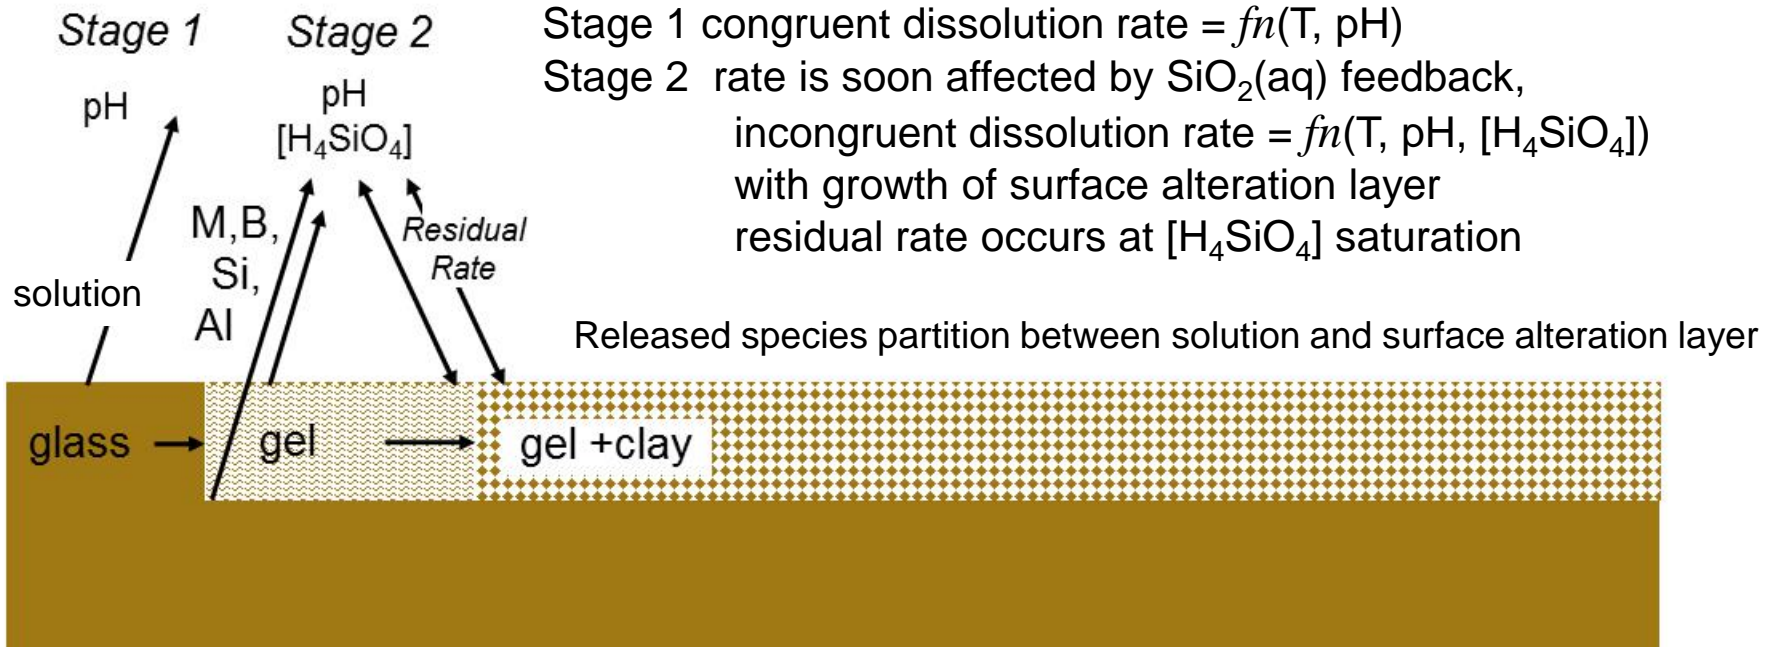 Stage 1
Stage 2
Stage 1 congruent dissolution rate = fn(T, pH)
Stage 2 rate is soon affected by SiO₂(aq) feedback,
incongruent dissolution rate = fn(T, pH, [H₄SiO₄])
with growth of surface alteration layer
residual rate occurs at [H₄SiO₄] saturation
pH
pH
[H₄SiO₄]
M,B,
Si,
Al
Residual
Rate
solution
Released species partition between solution and surface alteration layer
glass
gel
gel +clay